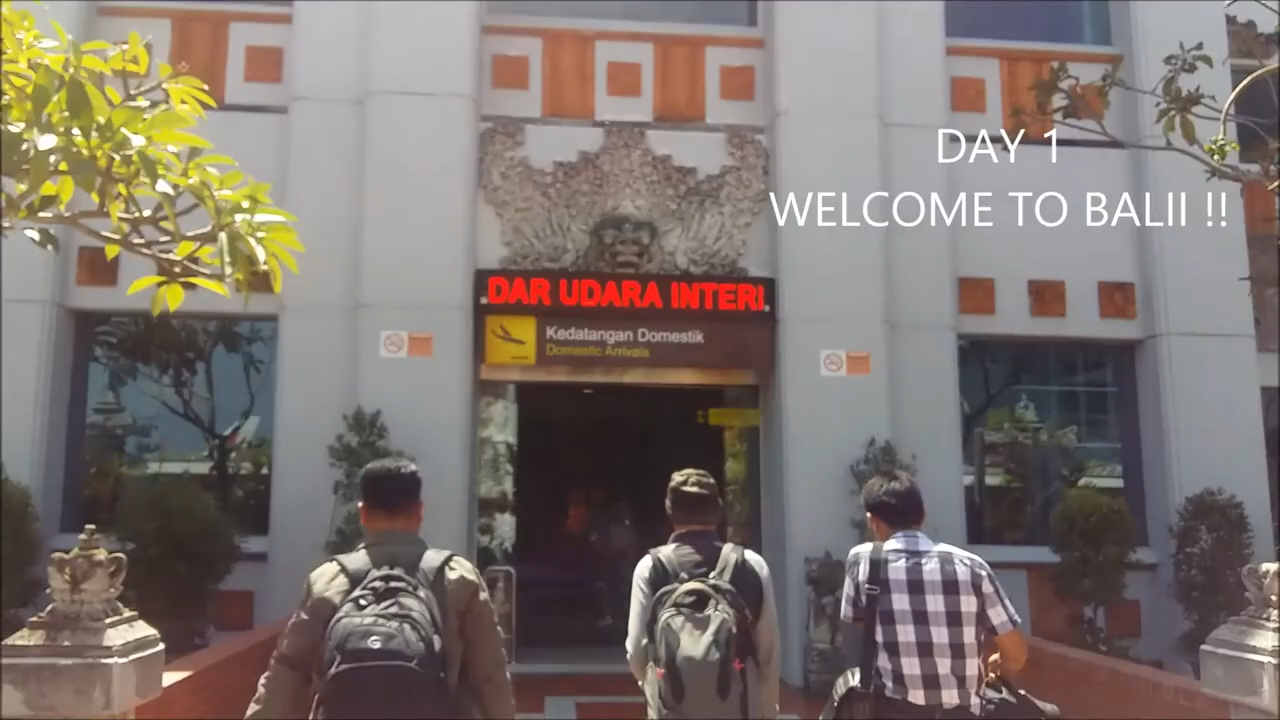 DAY 1
WELCOME TO BALII !!
DAR UDARA INTERI
Kedatangan Domestik
Domestic Arrivals